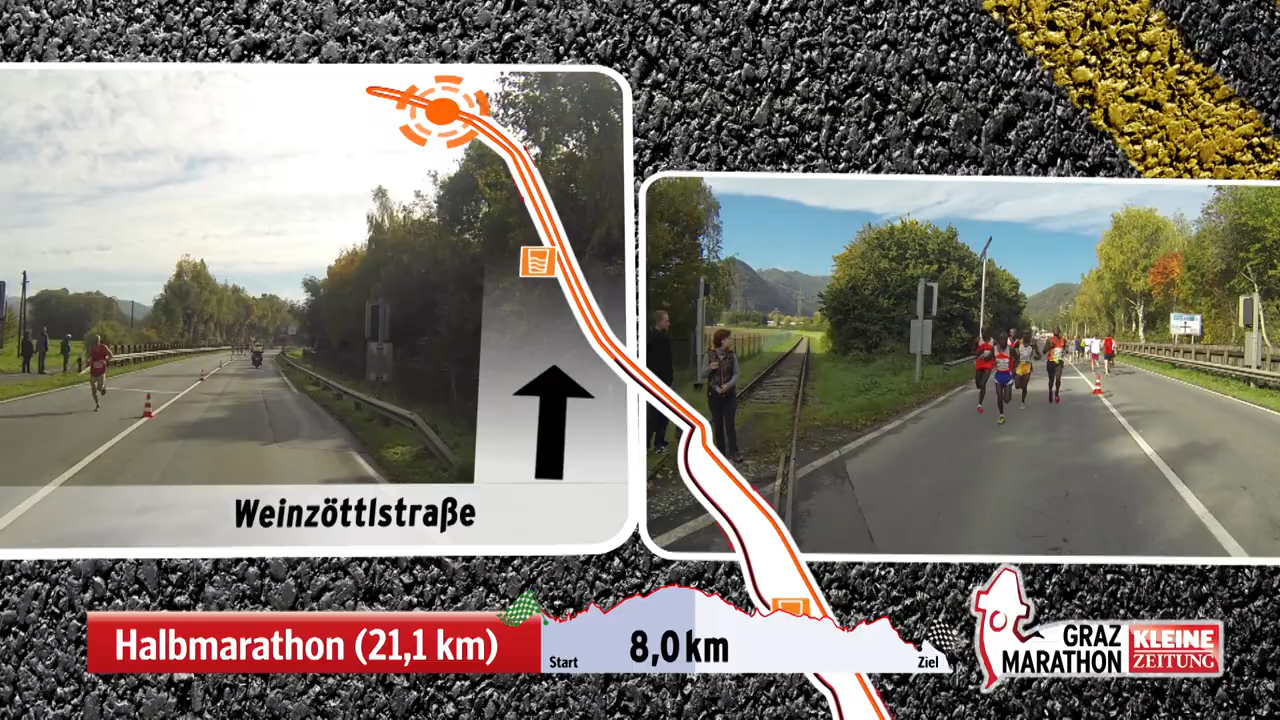 Weinzöttlstraße
Halbmarathon (21,1 km)
Start
8,0 km
Ziel
GRAZ
MARATHON
KLEINE
ZEITUNG